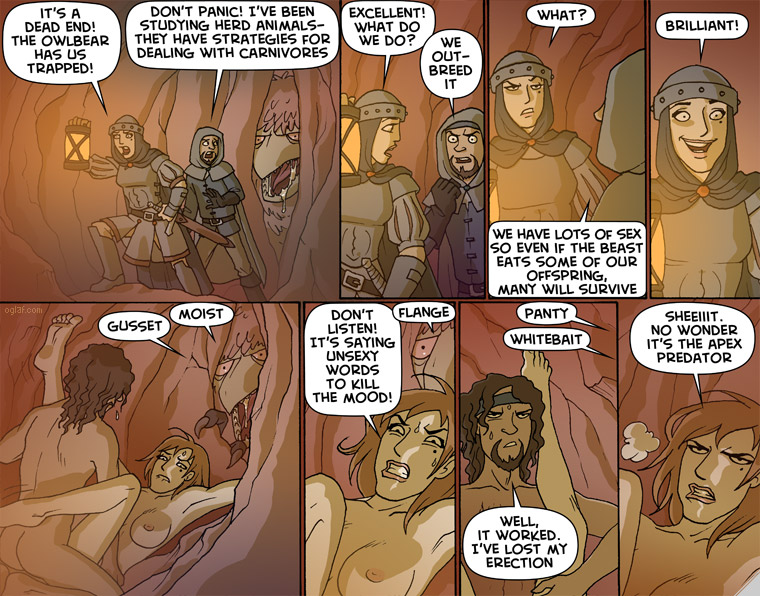 IT'S A
DEAD END!
THE OWLBEAR
HAS US
TRAPPED!
DON'T PANIC! I'VE BEEN
STUDYING HERD ANIMALS-
THEY HAVE STRATEGIES FOR
DEALING WITH CARNIVORES
EXCELLENT!
WHAT DO
WE DO?
WE
OUT-
BREED
IT
WHAT?
WE HAVE LOTS OF SEX
SO EVEN IF THE BEAST
EATS SOME OF OUR
OFFSPRING,
MANY WILL SURVIVE
BRILLIANT!
oglaf.com
GUSSET
MOIST
DON'T
LISTEN!
IT'S SAYING
UNSEXY
WORDS
TO KILL
THE MOOD!
FLANGE
PANTY
WHITEBAIT
WELL,
IT WORKED.
I'VE LOST MY
ERECTION
SHEEIIIT.
NO WONDER
IT'S THE APEX
PREDATOR